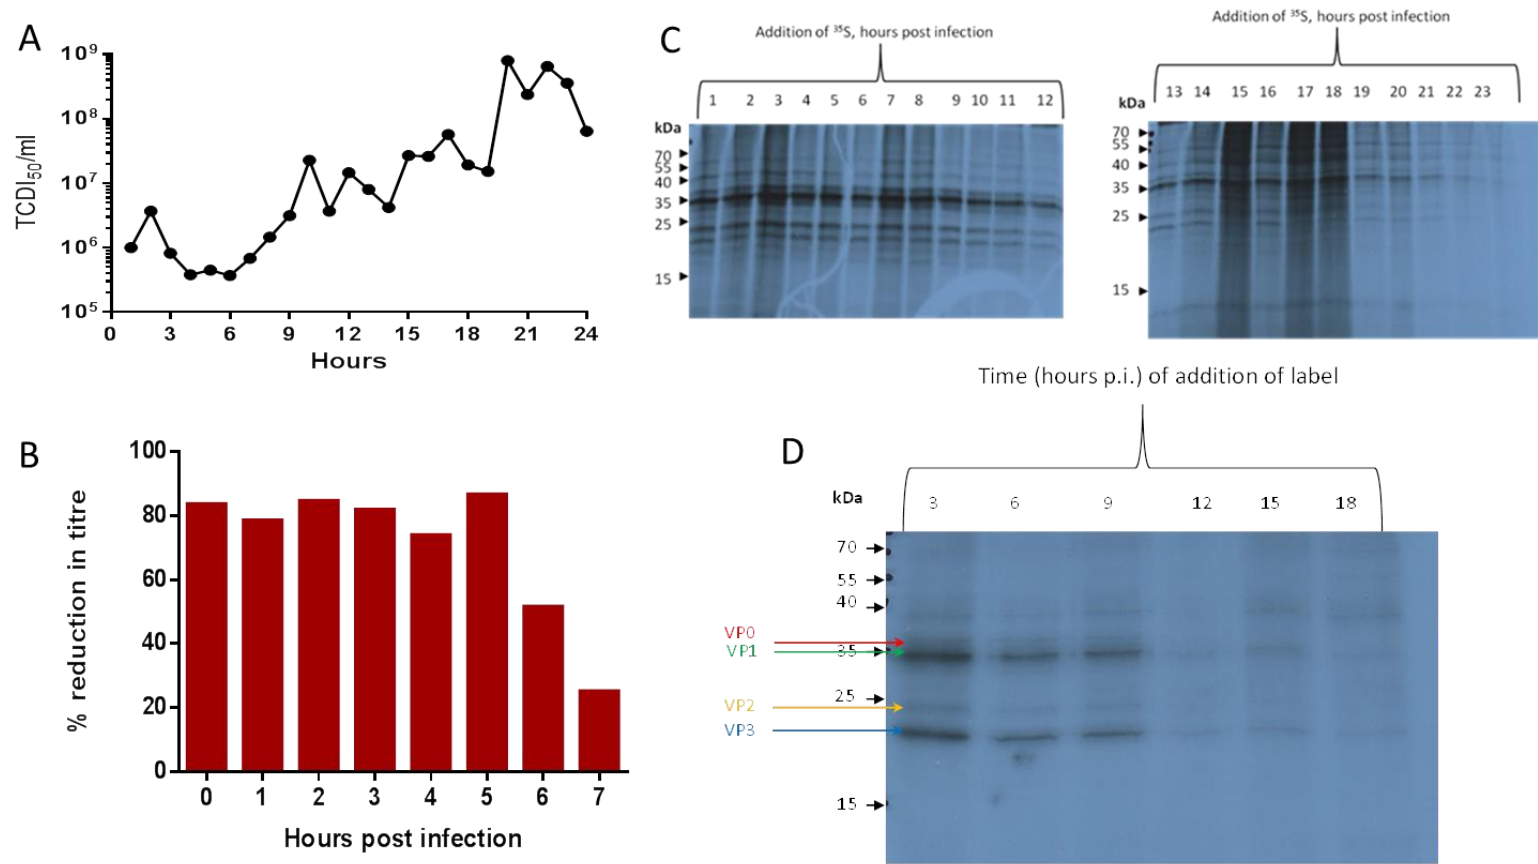 A
10⁹
10⁸
10⁷
10⁶
10⁵
TCDI₅₀/ml
0 3 6 9 12 15 18 21 24
Hours
B
100
80
60
40
20
0
% reduction in titre
0 1 2 3 4 5 6 7
Hours post infection
C
Addition of ³⁵S, hours post infection
1 2 3 4 5 6 7 8 9 10 11 12
kDa
70
55
40
35
25
15
Addition of ³⁵S, hours post infection
13 14 15 16 17 18 19 20 21 22 23
kDa
70
55
40
35
25
15
Time (hours p.i.) of addition of label
D
kDa
3 6 9 12 15 18
70
55
40
VP0
VP1
35
25
VP2
VP3
15